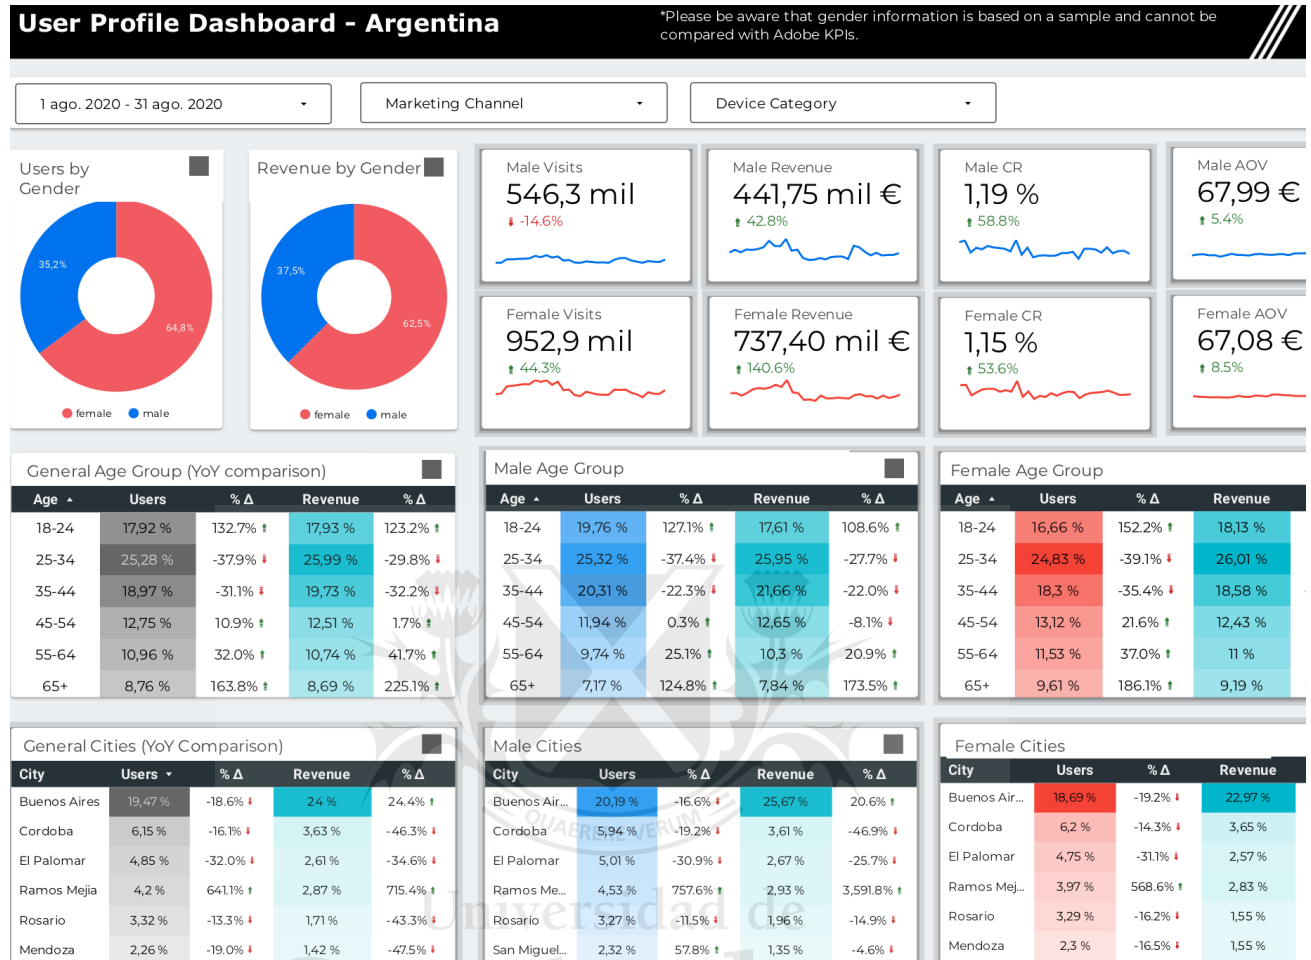 User Profile Dashboard - Argentina
*Please be aware that gender information is based on a sample and cannot be
compared with Adobe KPIs.
1 ago. 2020 - 31 ago. 2020
Marketing Channel
Device Category
Users by
Gender
35,2%
64,8%
female male
Revenue by Gender
37,5%
62,5%
female male
Male Visits
546,3 mil
-14.6%
Male Revenue
441,75 mil €
42.8%
Male CR
1,19 %
58.8%
Male AOV
67,99 €
5.4%
Female Visits
952,9 mil
44.3%
Female Revenue
737,40 mil €
140.6%
Female CR
1,15 %
53.6%
Female AOV
67,08 €
8.5%
General Age Group (YoY comparison)
Age Users % Δ Revenue % Δ
18-24 17,92 % 132.7% 17,93 % 123.2%
25-34 25,28 % -37.9% 25,99 % -29.8%
35-44 18,97 % -31.1% 19,73 % -32.2%
45-54 12,75 % 10.9% 12,51 % 1.7%
55-64 10,96 % 32.0% 10,74 % 41.7%
65+ 8,76 % 163.8% 8,69 % 225.1%
Male Age Group
Age Users % Δ Revenue % Δ
18-24 19,76 % 127.1% 17,61 % 108.6%
25-34 25,32 % -37.4% 25,95 % -27.7%
35-44 20,31 % -22.3% 21,66 % -22.0%
45-54 11,94 % 0.3% 12,65 % -8.1%
55-64 9,74 % 25.1% 10,3 % 20.9%
65+ 7,17 % 124.8% 7,84 % 173.5%
Female Age Group
Age Users % Δ Revenue
18-24 16,66 % 152.2% 18,13 %
25-34 24,83 % -39.1% 26,01 %
35-44 18,3 % -35.4% 18,58 %
45-54 13,12 % 21.6% 12,43 %
55-64 11,53 % 37.0% 11 %
65+ 9,61 % 186.1% 9,19 %
General Cities (YoY Comparison)
City Users % Δ Revenue % Δ
Buenos Aires 19,47 % -18.6% 24 % 24.4%
Cordoba 6,15 % -16.1% 3,63 % -46.3%
El Palomar 4,85 % -32.0% 2,61 % -34.6%
Ramos Mejia 4,2 % 641.1% 2,87 % 715.4%
Rosario 3,32 % -13.3% 1,71 % -43.3%
Mendoza 2,26 % -19.0% 1,42 % -47.5%
Male Cities
City Users % Δ Revenue % Δ
Buenos Air... 20,19 % -16.6% 25,67 % 20.6%
Cordoba 5,94 % -19.2% 3,61 % -46.9%
El Palomar 5,01 % -30.9% 2,67 % -25.7%
Ramos Me... 4,53 % 757.6% 2,93 % 3,591.8%
Rosario 3,27 % -11.5% 1,96 % -14.9%
San Miguel... 2,32 % 57.8% 1,35 % -4.6%
Female Cities
City Users % Δ Revenue
Buenos Air... 18,69 % -19.2% 22,97 %
Cordoba 6,2 % -14.3% 3,65 %
El Palomar 4,75 % -31.1% 2,57 %
Ramos Mej... 3,97 % 568.6% 2,83 %
Rosario 3,29 % -16.2% 1,55 %
Mendoza 2,3 % -16.5% 1,55 %
QUAERERE VERUM
Universidad de